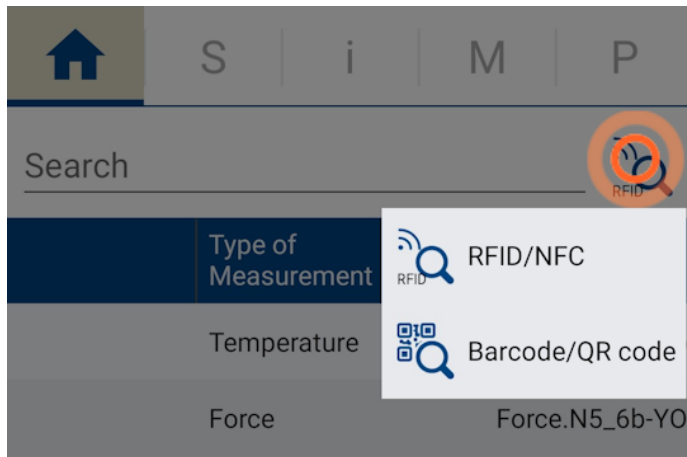 S i M P
Search
RFID
Type of
Measurement
RFID
RFID/NFC
Temperature
Barcode/QR code
Force
Force.N5_6b-YO